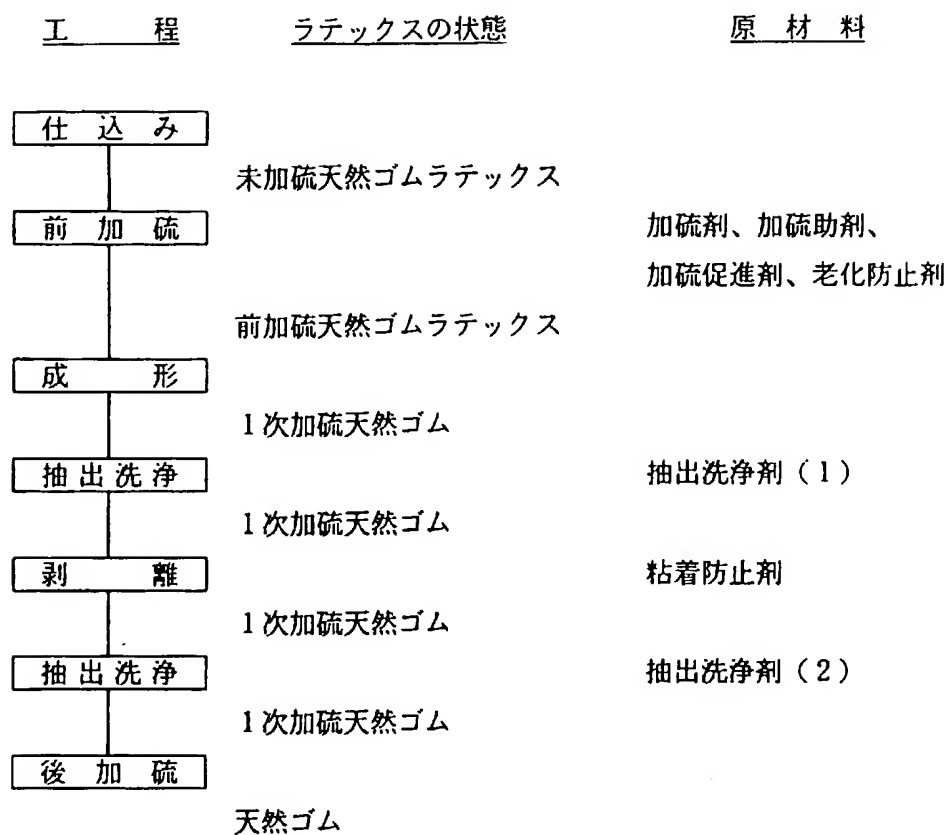 工程 ラテックスの状態 原材料
仕込み
未加硫天然ゴムラテックス
前加硫 加硫剤、加硫助剤、
加硫促進剤、老化防止剤
前加硫天然ゴムラテックス
成形
1次加硫天然ゴム
抽出洗浄 抽出洗浄剤(1)
1次加硫天然ゴム
剥離 粘着防止剤
1次加硫天然ゴム
抽出洗浄 抽出洗浄剤(2)
1次加硫天然ゴム
後加硫
天然ゴム